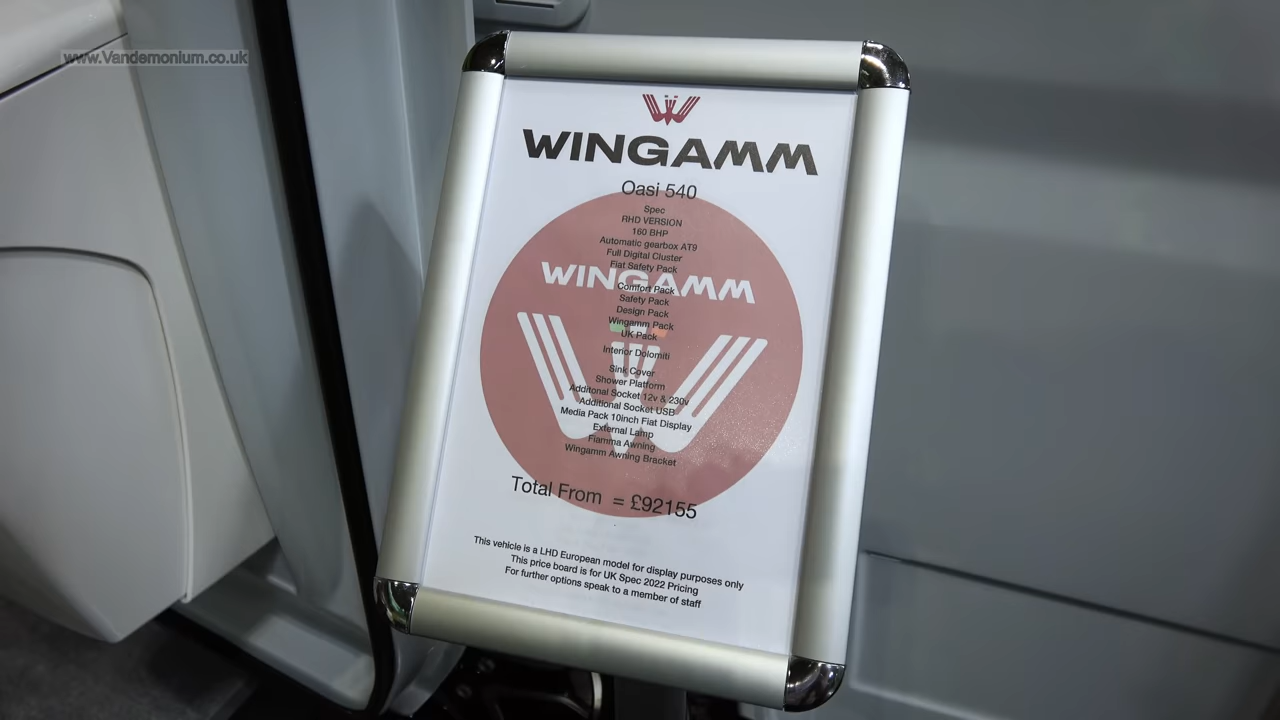 www.Vandemonium.co.uk
WINGAMM
Oasi 540
Spec
RHD VERSION
160 BHP
Automatic gearbox AT9
Full Digital Cluster
Fiat Safety Pack
WINGAMM
Comfort Pack
Safety Pack
Design Pack
Wingamm Pack
UK Pack
Interior Dolomiti
Sink Cover
Shower Platform
Additonal Socket 12v & 230v
Additional Socket USB
Media Pack 10inch Fiat Display
External Lamp
Fiamma Awning
Wingamm Awning Bracket
Total From = £92155
This vehicle is a LHD European model for display purposes only
This price board is for UK Spec 2022 Pricing
For further options speak to a member of staff